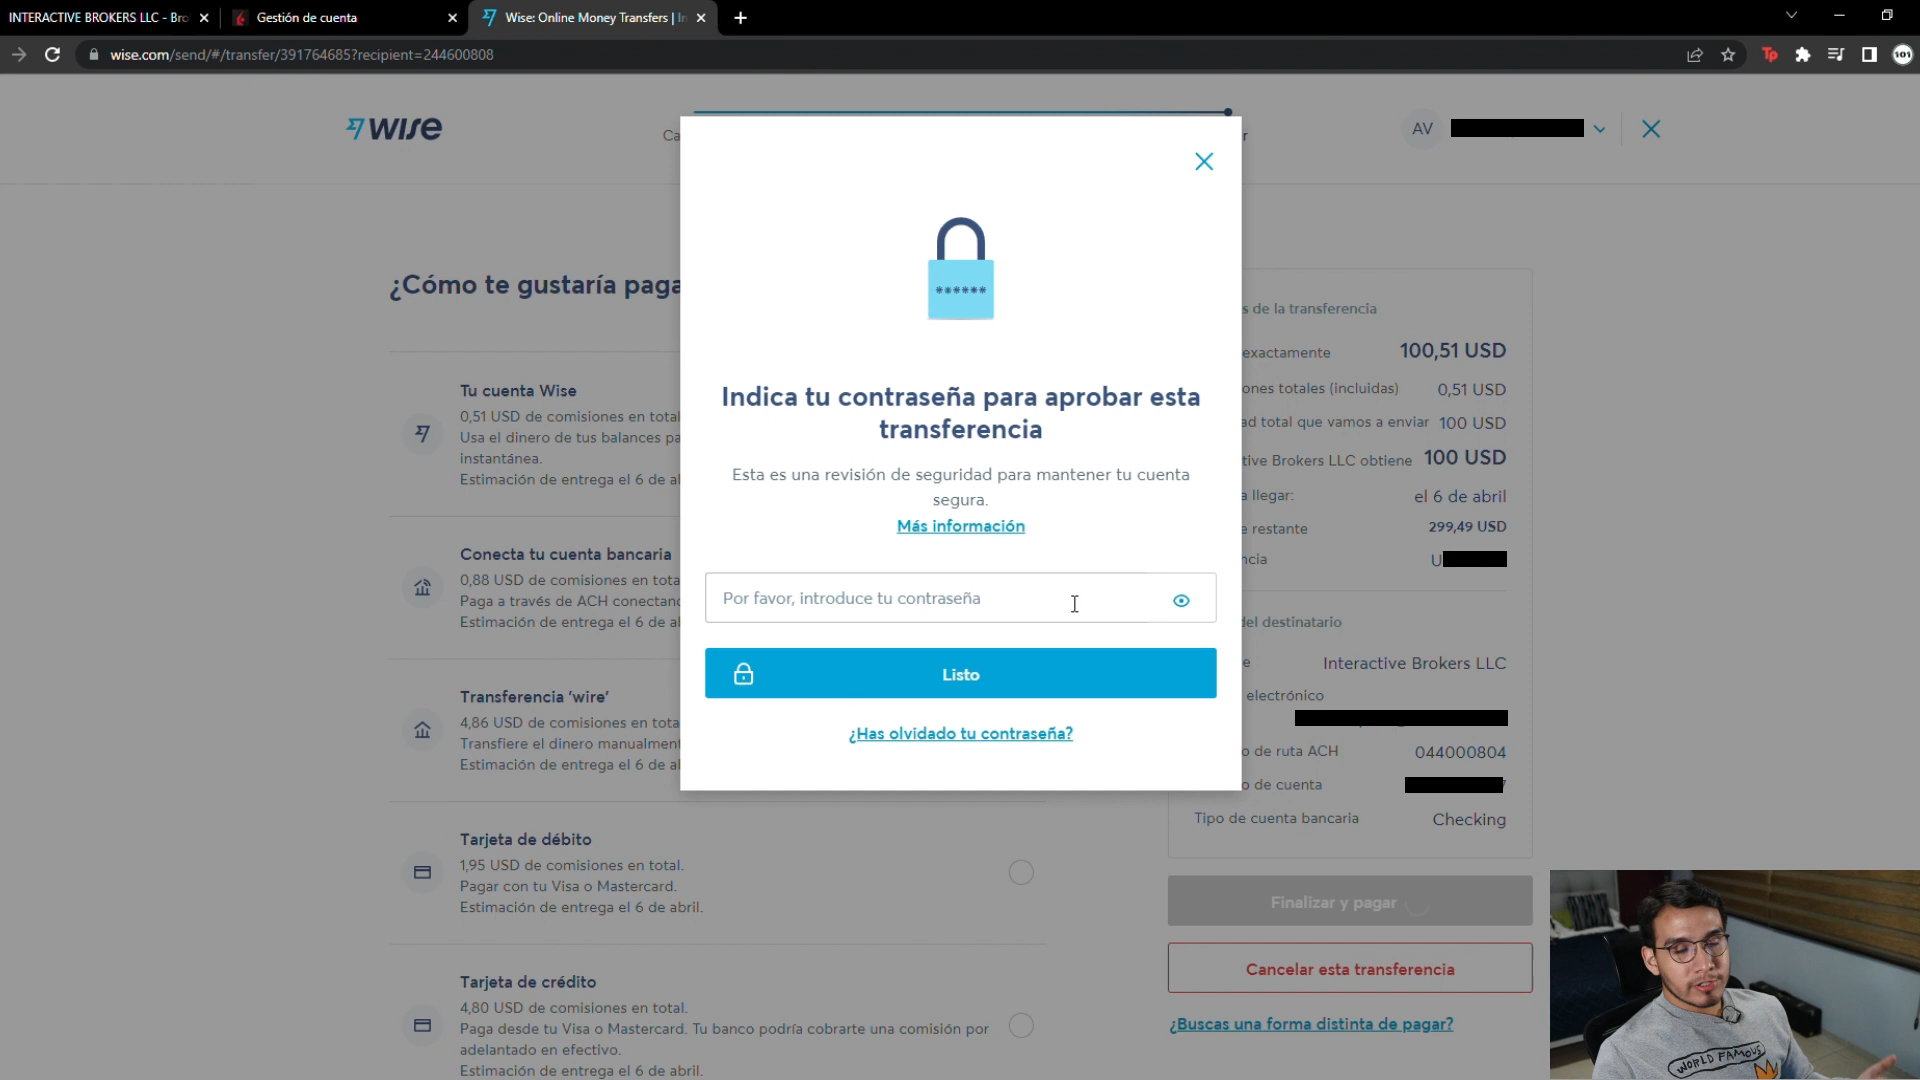 INTERACTIVE BROKERS LLC - Bro
Gestión de cuenta
Wise: Online Money Transfers | In
wise.com/send/#/transfer/391764685?recipient=244600808
Tp
101
WISE
Ca
r
AV
¿Cómo te gustaría paga
Tu cuenta Wise
0,51 USD de comisiones en total
Usa el dinero de tus balances pa
instantánea.
Estimación de entrega el 6 de al
Conecta tu cuenta bancaria
0,88 USD de comisiones en tota
Paga a través de ACH conectand
Estimación de entrega el 6 de al
Transferencia 'wire'
4,86 USD de comisiones en tota
Transfiere el dinero manualment
Estimación de entrega el 6 de al
Tarjeta de débito
1,95 USD de comisiones en total.
Pagar con tu Visa o Mastercard.
Estimación de entrega el 6 de abril.
Tarjeta de crédito
4,80 USD de comisiones en total.
Paga desde tu Visa o Mastercard. Tu banco podría cobrarte una comisión por
adelantado en efectivo.
Estimación de entrega el 6 de abril.
******
Indica tu contraseña para aprobar esta
transferencia
Esta es una revisión de seguridad para mantener tu cuenta
segura.
Más información
Por favor, introduce tu contraseña
Listo
¿Has olvidado tu contraseña?
s de la transferencia
exactamente 100,51 USD
ones totales (incluidas) 0,51 USD
ad total que vamos a enviar 100 USD
tive Brokers LLC obtiene 100 USD
a llegar: el 6 de abril
e restante 299,49 USD
ncia U
del destinatario
e Interactive Brokers LLC
electrónico
o de ruta ACH 044000804
o de cuenta
Tipo de cuenta bancaria Checking
Finalizar y pagar
Cancelar esta transferencia
¿Buscas una forma distinta de pagar?
WORLD FAMOUS